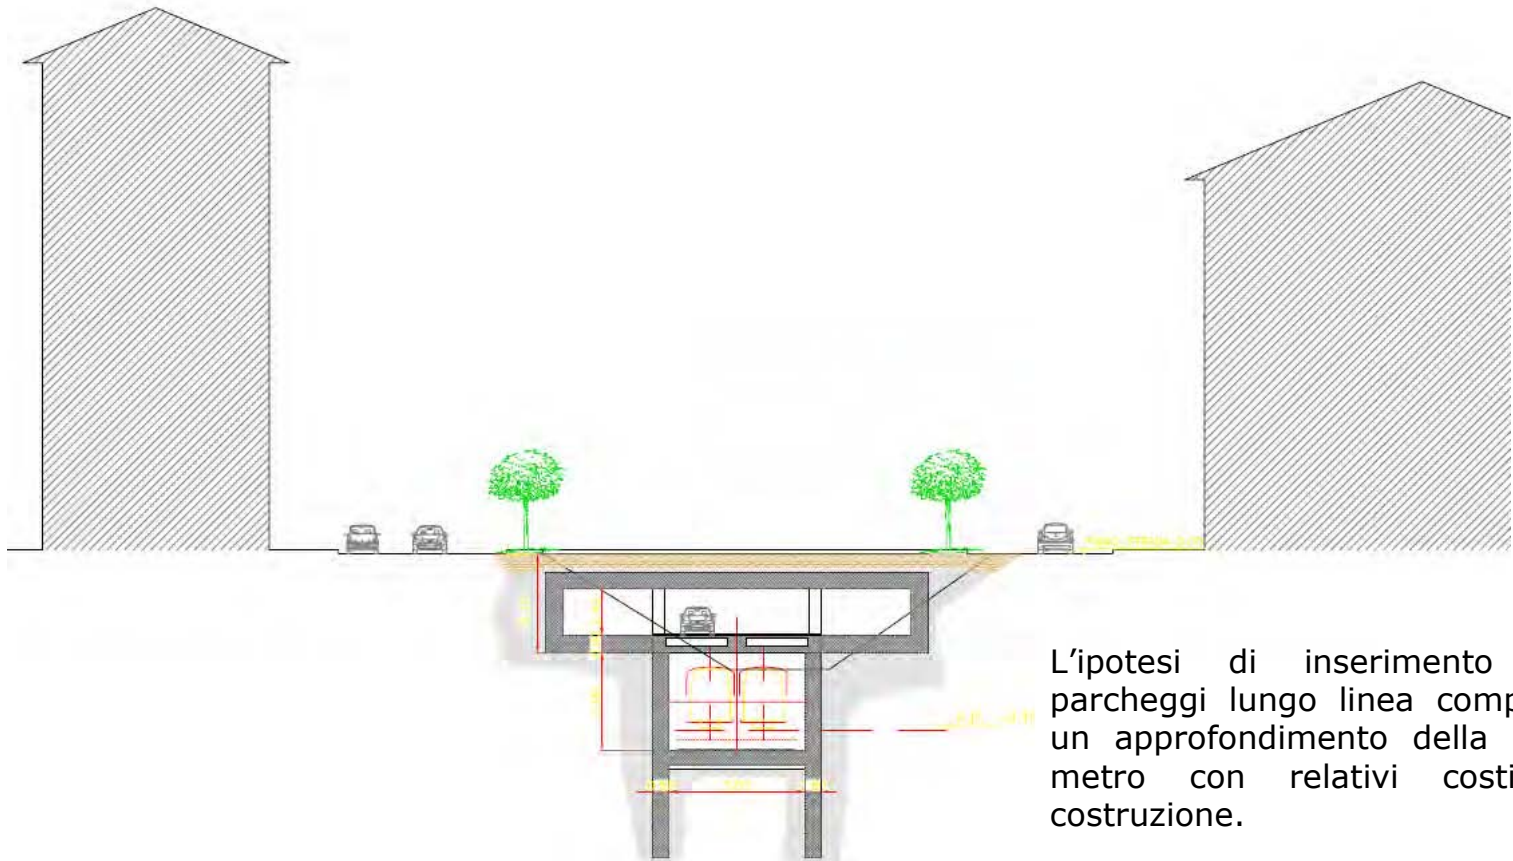 L'ipotesi di inserimento
parcheggi lungo linea comp
un approfondimento della
metro con relativi costi
costruzione.